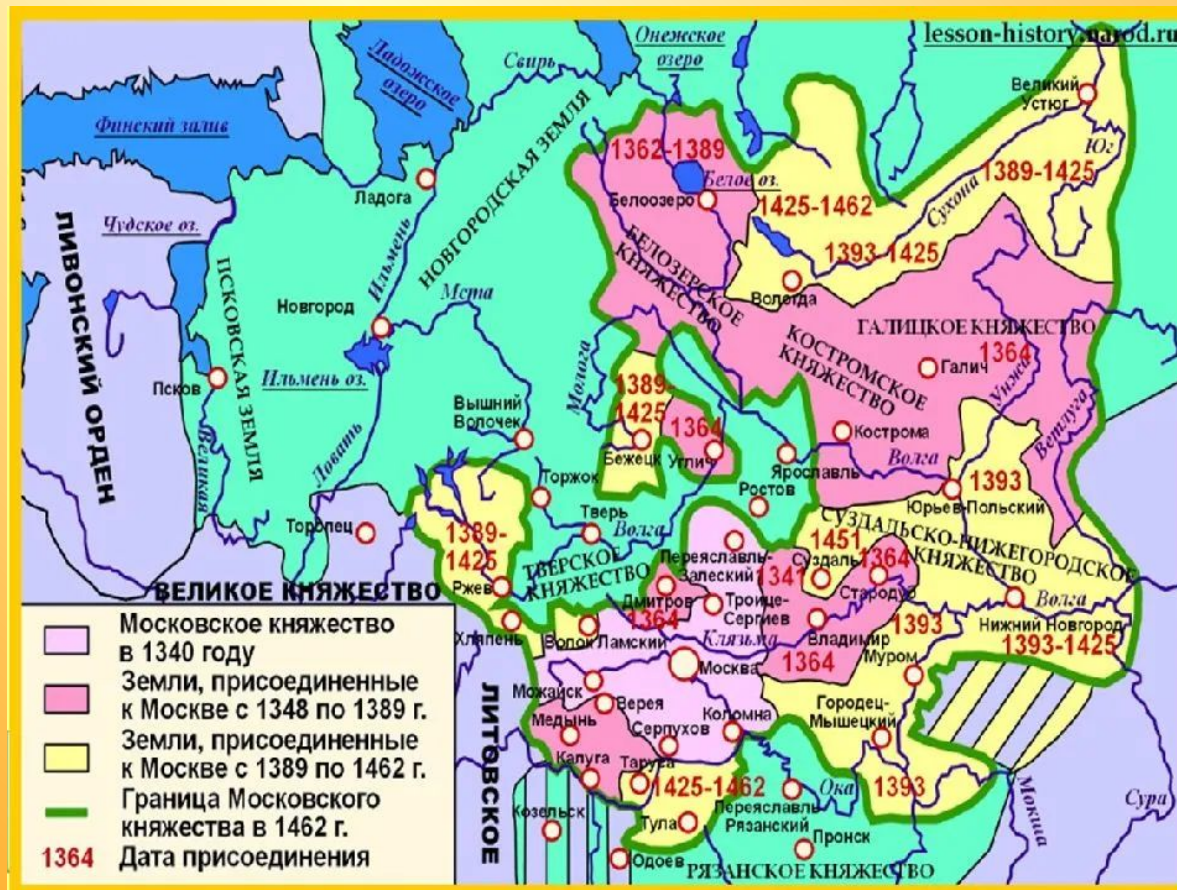 lesson-history.narod.ru
Онежское
озеро
Ладожское
озеро
Свирь
Великий
Устюг
Финский залив
1362-1389
Юг
НОВГОРОДСКАЯ ЗЕМЛЯ
Белое оз.
1389-1425
Ладога
Белоозеро
1425-1462
Сухона
Чудское оз.
ЛИВОНСКИЙ ОРДЕН
ПСКОВСКАЯ ЗЕМЛЯ
Ильмень
БЕЛОЗЕРСКОЕ
КНЯЖЕСТВО
1393-1425
Вологда
Новгород
Мста
КОСТРОМСКОЕ
КНЯЖЕСТВО
ГАЛИЦКОЕ КНЯЖЕСТВО
1364
Галич
Унжа
Ветлуга
Псков
Ильмень оз.
Молога
1389-
1425
Бежецк
1364
Углич
Вышний
Волочек
Великая
Ловать
Кострома
Волга
Ярославль
Ростов
1393
Юрьев-Польский
Торжок
Торопец
Тверь
Волга
1389-
1425
Ржев
ТВЕРСКОЕ
КНЯЖЕСТВО
Переяславль-
Залеский
1341
1451
Суздаль
1364
Стародуб
СУЗДАЛЬСКО-НИЖЕГОРОДСКОЕ
КНЯЖЕСТВО
Волга
Нижний Новгород
1393-1425
ВЕЛИКОЕ КНЯЖЕСТВО
ЛИТОВСКОЕ
Дмитров
1364
Троице-
Сергиев
Клязьма
Владимир
1364
1393
Муром
Хлепень
Волок Ламский
Москва
Можайск
Верея
Медынь
Серпухов
Коломна
Городец-
Мышецкий
1393
Калуга
Таруса
1425-1462
Козельск
Тула
Одоев
Переяславль
Рязанский
Ока
Пронск
РЯЗАНСКОЕ КНЯЖЕСТВО
Мокша
Сура
Московское княжество
в 1340 году
Земли, присоединенные
к Москве с 1348 по 1389 г.
Земли, присоединенные
к Москве с 1389 по 1462 г.
Граница Московского
княжества в 1462 г.
1364 Дата присоединения